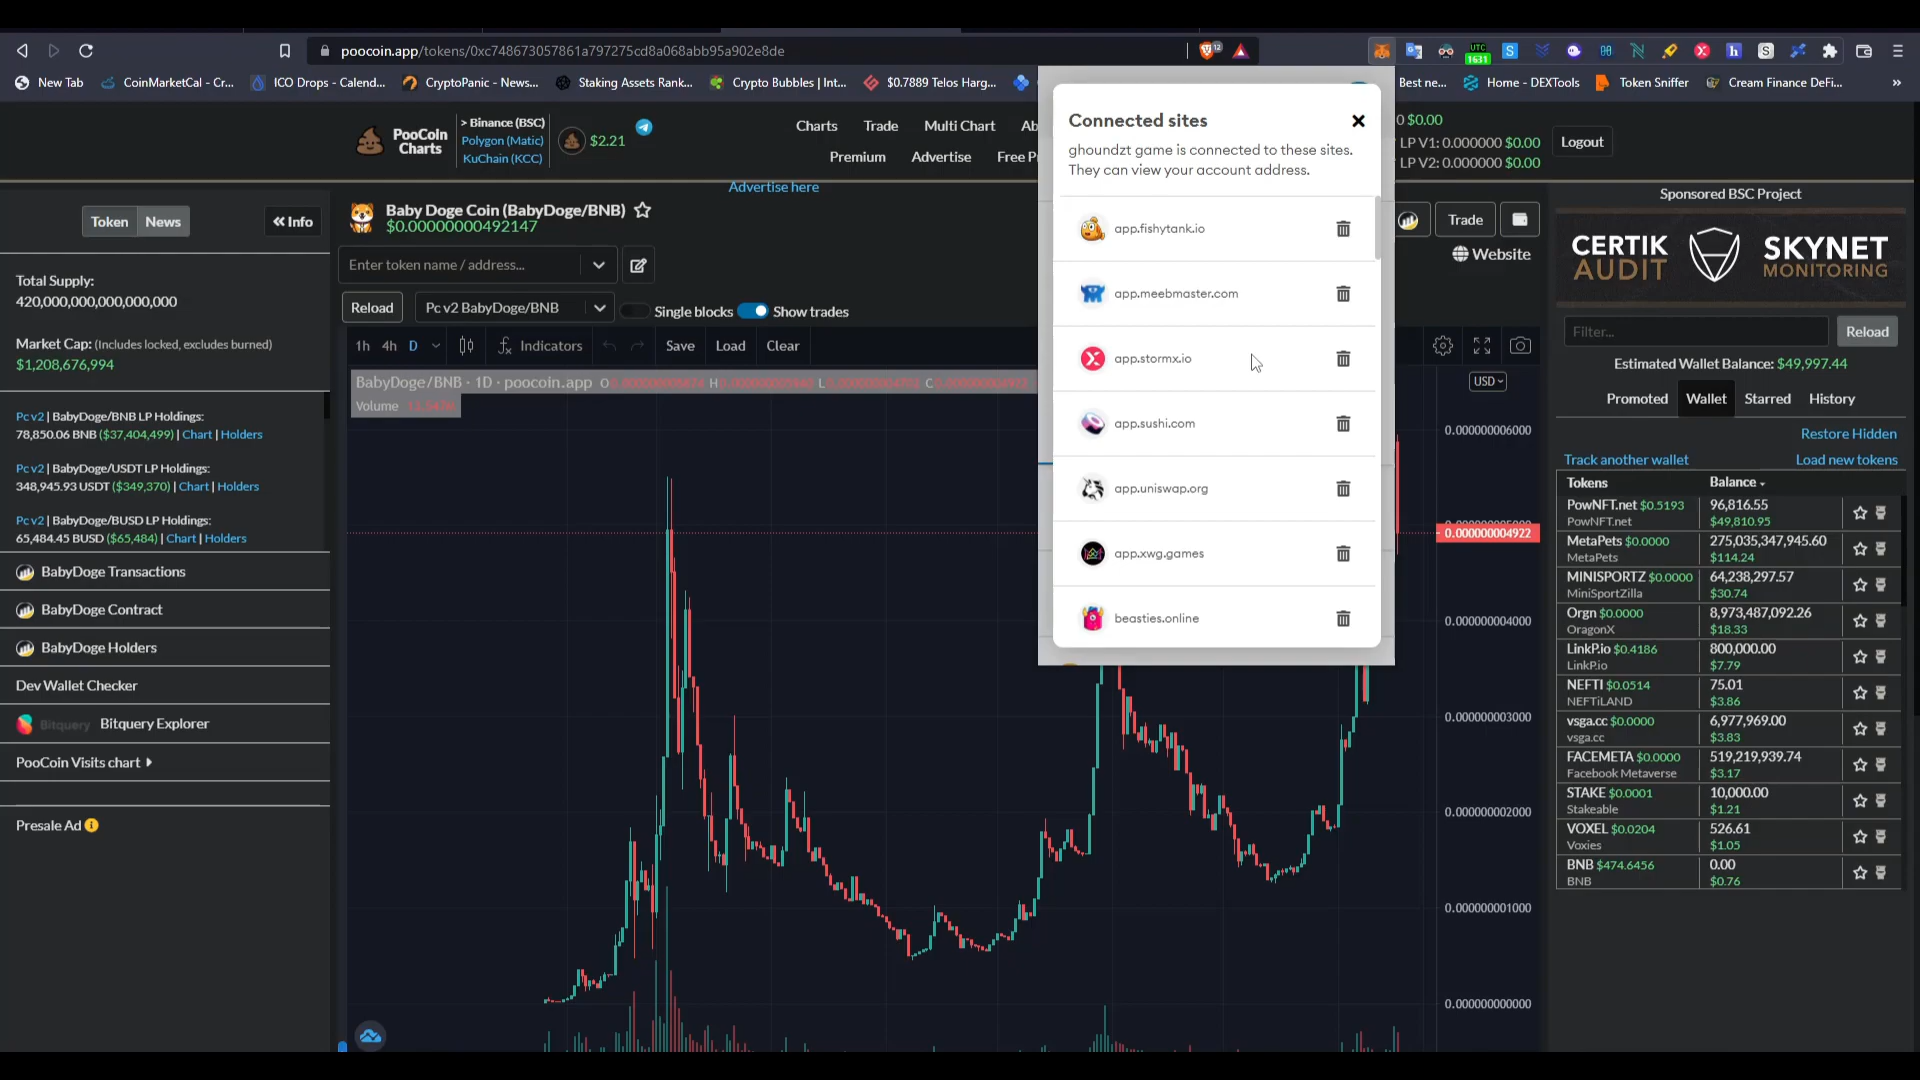 poocoin.app/tokens/0xc748673057861a797275cd8a068abb95a902e8de
12
UTC
1631
New Tab
CoinMarketCal - Cr...
ICO Drops - Calend...
CryptoPanic - News...
Staking Assets Rank...
Crypto Bubbles | Int...
$0.7889 Telos Harg...
Best ne...
Home - DEXTools
Token Sniffer
Cream Finance DeFi...
PooCoin
Charts
> Binance (BSC)
Polygon (Matic)
KuChain (KCC)
$2.21
Charts
Trade
Multi Chart
Ab
Premium
Advertise
Free P
0 $0.00
LP V1: 0.000000 $0.00
LP V2: 0.000000 $0.00
Logout
Advertise here
Token
News
Info
Total Supply:
420,000,000,000,000,000
Market Cap: (Includes locked, excludes burned)
$1,208,676,994
Pc v2 | BabyDoge/BNB LP Holdings:
78,850.06 BNB ($37,404,499) | Chart | Holders
Pc v2 | BabyDoge/USDT LP Holdings:
348,945.93 USDT ($349,370) | Chart | Holders
Pc v2 | BabyDoge/BUSD LP Holdings:
65,484.45 BUSD ($65,484) | Chart | Holders
BabyDoge Transactions
BabyDoge Contract
BabyDoge Holders
Dev Wallet Checker
Bitquery
Bitquery Explorer
PooCoin Visits chart
Presale Ad
Baby Doge Coin (BabyDoge/BNB)
$0.00000000492147
Enter token name / address...
Reload
Pc v2 BabyDoge/BNB
Single blocks
Show trades
1h
4h
D
Indicators
Save
Load
Clear
BabyDoge/BNB · 1D · poocoin.app
O
H
L
C
Volume
Connected sites
ghoundzt game is connected to these sites.
They can view your account address.
app.fishytank.io
app.meebmaster.com
app.stormx.io
app.sushi.com
app.uniswap.org
app.xwg.games
beasties.online
Trade
Website
USD
0.000000006000
0.000000004922
0.000000004000
0.000000003000
0.000000002000
0.000000001000
0.000000000000
Sponsored BSC Project
CERTIK
AUDIT
SKYNET
MONITORING
Filter...
Reload
Estimated Wallet Balance: $49,997.44
Promoted
Wallet
Starred
History
Restore Hidden
Track another wallet
Load new tokens
Tokens
Balance
PowNFT.net $0.5193
96,816.55
PowNFT.net
$49,810.95
MetaPets $0.0000
275,035,347,945.60
MetaPets
$114.24
MINISPORTZ $0.0000
64,238,297.57
MiniSportZilla
$30.74
Orgn $0.0000
8,973,487,092.26
OragonX
$18.33
LinkP.io $0.4186
800,000.00
LinkP.io
$7.79
NEFTI $0.0514
75.01
NEFTiLAND
$3.86
vsga.cc $0.0000
6,977,969.00
vsga.cc
$3.83
FACEMETA $0.0000
519,219,939.74
Facebook Metaverse
$3.17
STAKE $0.0001
10,000.00
Stakeable
$1.21
VOXEL $0.0204
526.61
Voxies
$1.05
BNB $474.6456
0.00
BNB
$0.76